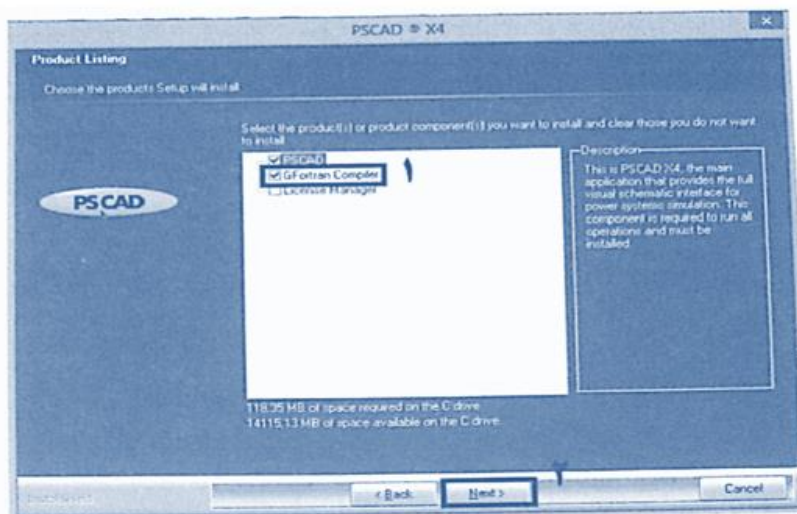 PSCAD ® X4
Product Listing
Choose the products Setup will install
Select the product(s) or product component(s) you want to install and clear those you do not want
to install
PSCAD
GFortran Compiler
۱
License Manager
Description
This is PSCAD X4, the main
application that provides the full
visual schematic interface for
power systems simulation. This
component is required to run all
operations and must be
installed
PSCAD
118.35 MB of space required on the C drive
14115.13 MB of space available on the C drive
۲
InstallShield
< Back
Next >
Cancel